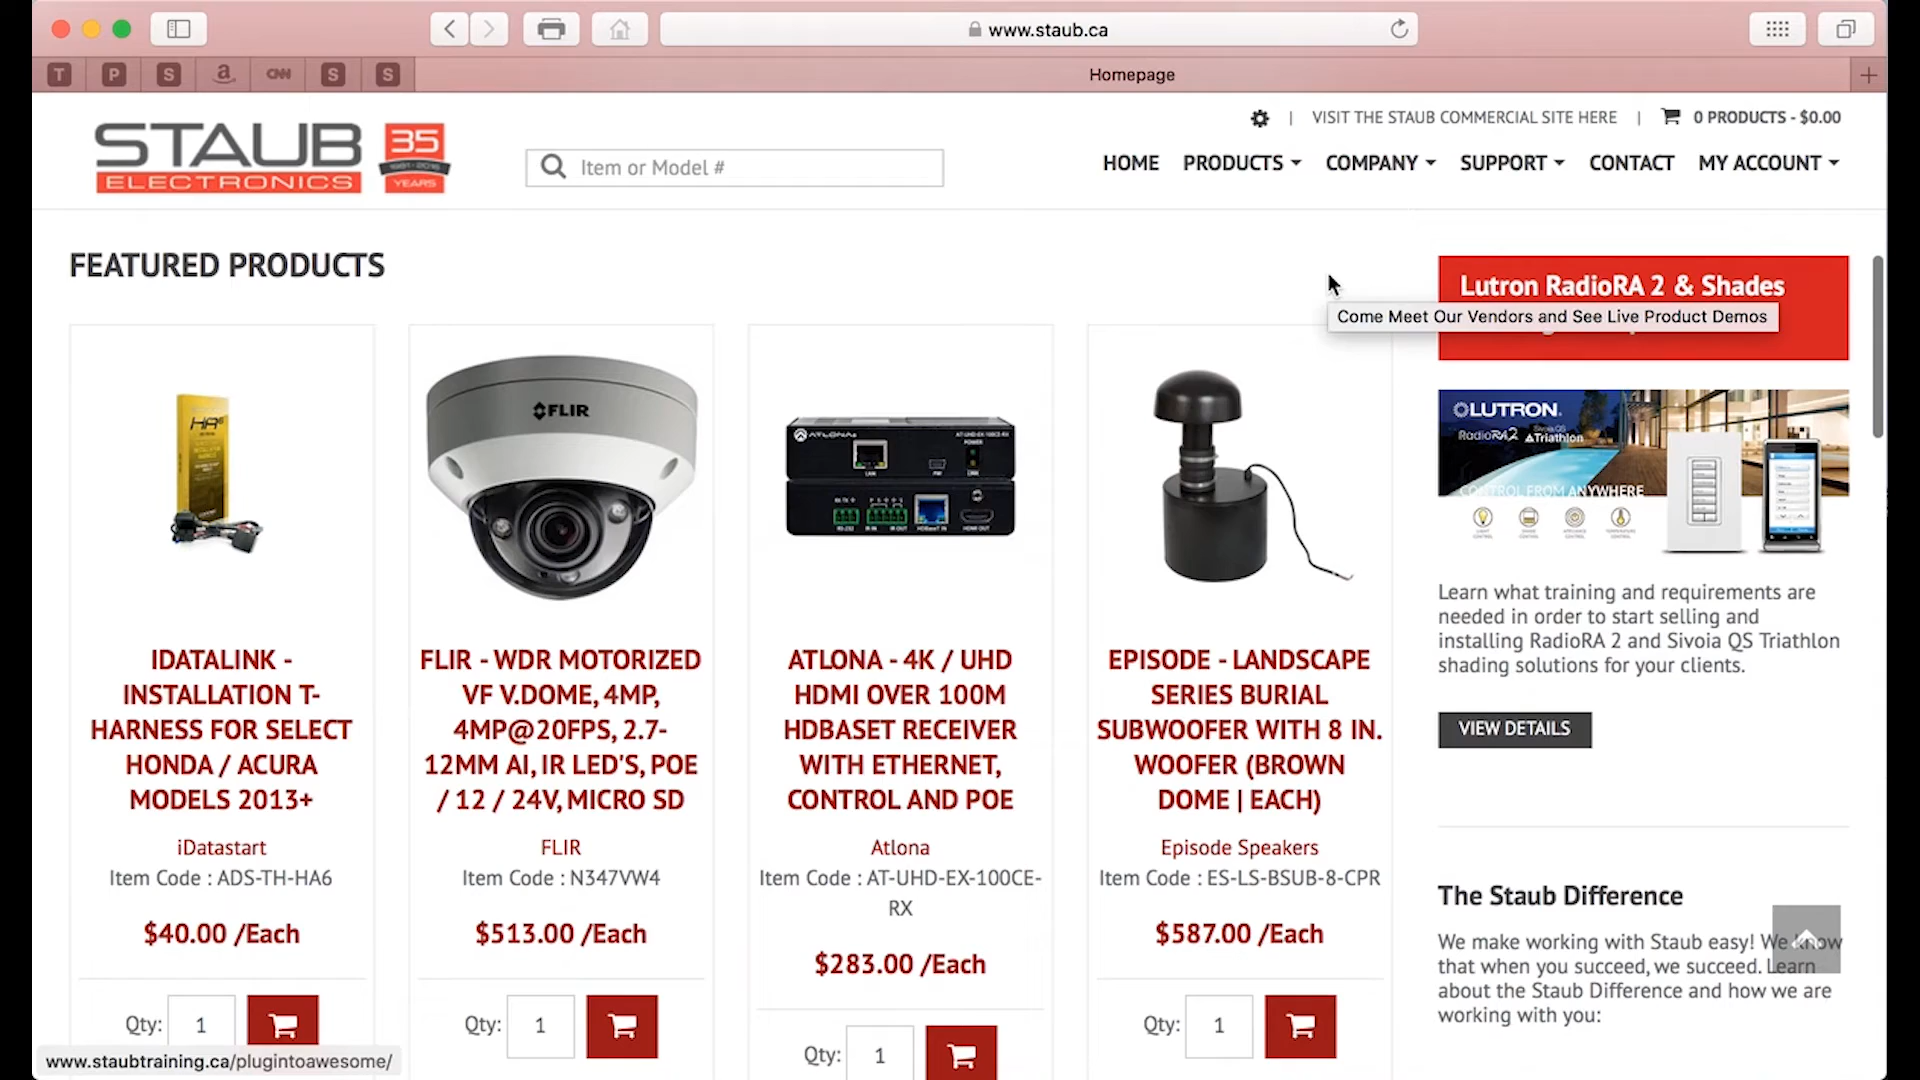 www.staub.ca
T
P
S
a
CNN
S
S
Homepage
VISIT THE STAUB COMMERCIAL SITE HERE
0 PRODUCTS - $0.00
STAUB
ELECTRONICS
35
YEARS
Item or Model #
HOME
PRODUCTS
COMPANY
SUPPORT
CONTACT
MY ACCOUNT
FEATURED PRODUCTS
Lutron RadioRA 2 & Shades
Come Meet Our Vendors and See Live Product Demos
FLIR
ATLONA
AT-UHD-EX-100CE-RX
LUTRON
RadioRA 2
Sivoia QS
Triathlon
CONTROL FROM ANYWHERE
Learn what training and requirements are
needed in order to start selling and
installing RadioRA 2 and Sivoia QS Triathlon
shading solutions for your clients.
VIEW DETAILS
IDATALINK -
INSTALLATION T-
HARNESS FOR SELECT
HONDA / ACURA
MODELS 2013+
iDatastart
Item Code : ADS-TH-HA6
$40.00 /Each
Qty: 1
FLIR - WDR MOTORIZED
VF V.DOME, 4MP,
4MP@20FPS, 2.7-
12MM AI, IR LED'S, POE
/ 12 / 24V, MICRO SD
FLIR
Item Code : N347VW4
$513.00 /Each
Qty: 1
ATLONA - 4K / UHD
HDMI OVER 100M
HDBASET RECEIVER
WITH ETHERNET,
CONTROL AND POE
Atlona
Item Code : AT-UHD-EX-100CE-
RX
$283.00 /Each
Qty: 1
EPISODE - LANDSCAPE
SERIES BURIAL
SUBWOOFER WITH 8 IN.
WOOFER (BROWN
DOME | EACH)
Episode Speakers
Item Code : ES-LS-BSUB-8-CPR
$587.00 /Each
Qty: 1
The Staub Difference
We make working with Staub easy! We know
that when you succeed, we succeed. Learn
about the Staub Difference and how we are
working with you:
www.staubtraining.ca/plugintoawesome/